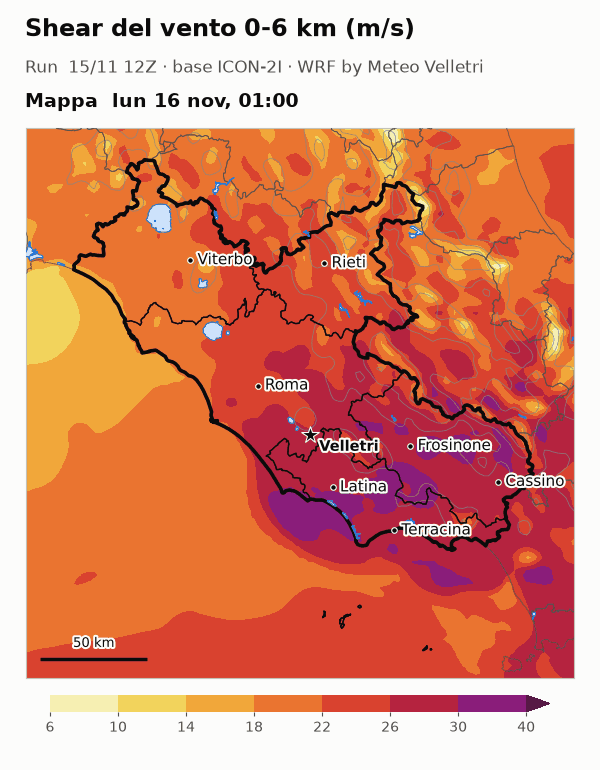 Shear del vento 0-6 km (m/s)
Run 15/11 12Z · base ICON-2I · WRF by Meteo Velletri
Mappa lun 16 nov, 01:00
Viterbo
Rieti
Roma
Velletri
Frosinone
Latina
Cassino
Terracina
50 km
6 10 14 18 22 26 30 40